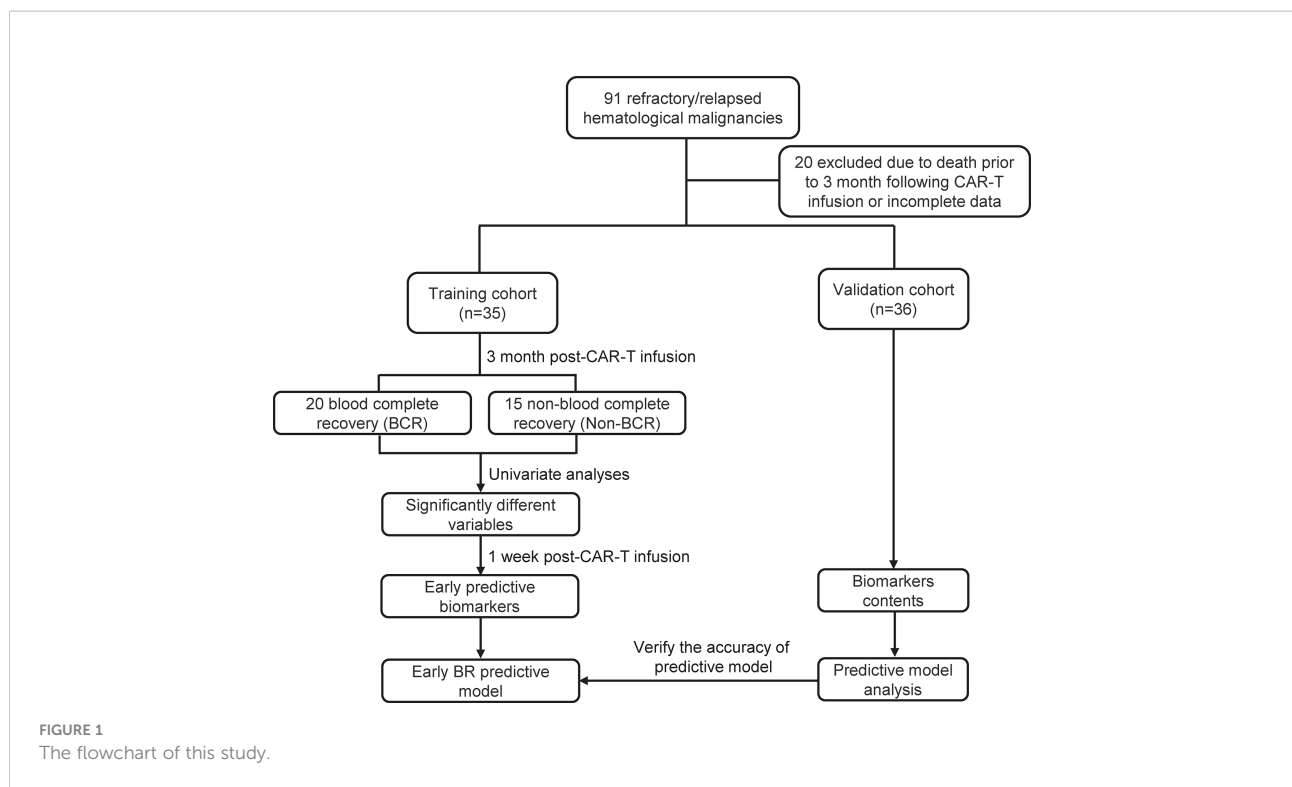 91 refractory/relapsed
hematological malignancies
20 excluded due to death prior
to 3 month following CAR-T
infusion or incomplete data
Training cohort
(n=35)
Validation cohort
(n=36)
3 month post-CAR-T infusion
20 blood complete
recovery (BCR)
15 non-blood complete
recovery (Non-BCR)
Univariate analyses
Significantly different
variables
1 week post-CAR-T infusion
Early predictive
biomarkers
Biomarkers
contents
Verify the accuracy of
predictive model
Early BR predictive
model
Predictive model
analysis
FIGURE 1
The flowchart of this study.